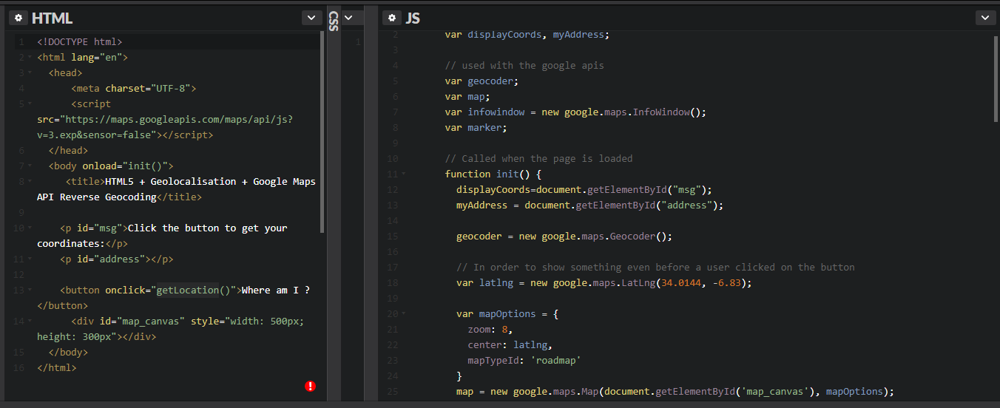 HTML
1 <!DOCTYPE html>
2 <html lang="en">
3 <head>
4 <meta charset="UTF-8">
5 <script
src="https://maps.googleapis.com/maps/api/js?
v=3.exp&sensor=false"></script>
6 </head>
7 <body onload="init()">
8 <title>HTML5 + Geolocalisation + Google Maps
API Reverse Geocoding</title>
9
10 <p id="msg">Click the button to get your
coordinates:</p>
11 <p id="address"></p>
12
13 <button onclick="getLocation()">Where am I ?
</button>
14 <div id="map_canvas" style="width: 500px;
height: 300px"></div>
15 </body>
16 </html>
CSS
1
JS
2 var displayCoords, myAddress;
3
4 // used with the google apis
5 var geocoder;
6 var map;
7 var infowindow = new google.maps.InfoWindow();
8 var marker;
9
10 // Called when the page is loaded
11 function init() {
12 displayCoords=document.getElementById("msg");
13 myAddress = document.getElementById("address");
14
15 geocoder = new google.maps.Geocoder();
16
17 // In order to show something even before a user clicked on the button
18 var latlng = new google.maps.LatLng(34.0144, -6.83);
19
20 var mapOptions = {
21 zoom: 8,
22 center: latlng,
23 mapTypeId: 'roadmap'
24 }
25 map = new google.maps.Map(document.getElementById('map_canvas'), mapOptions);